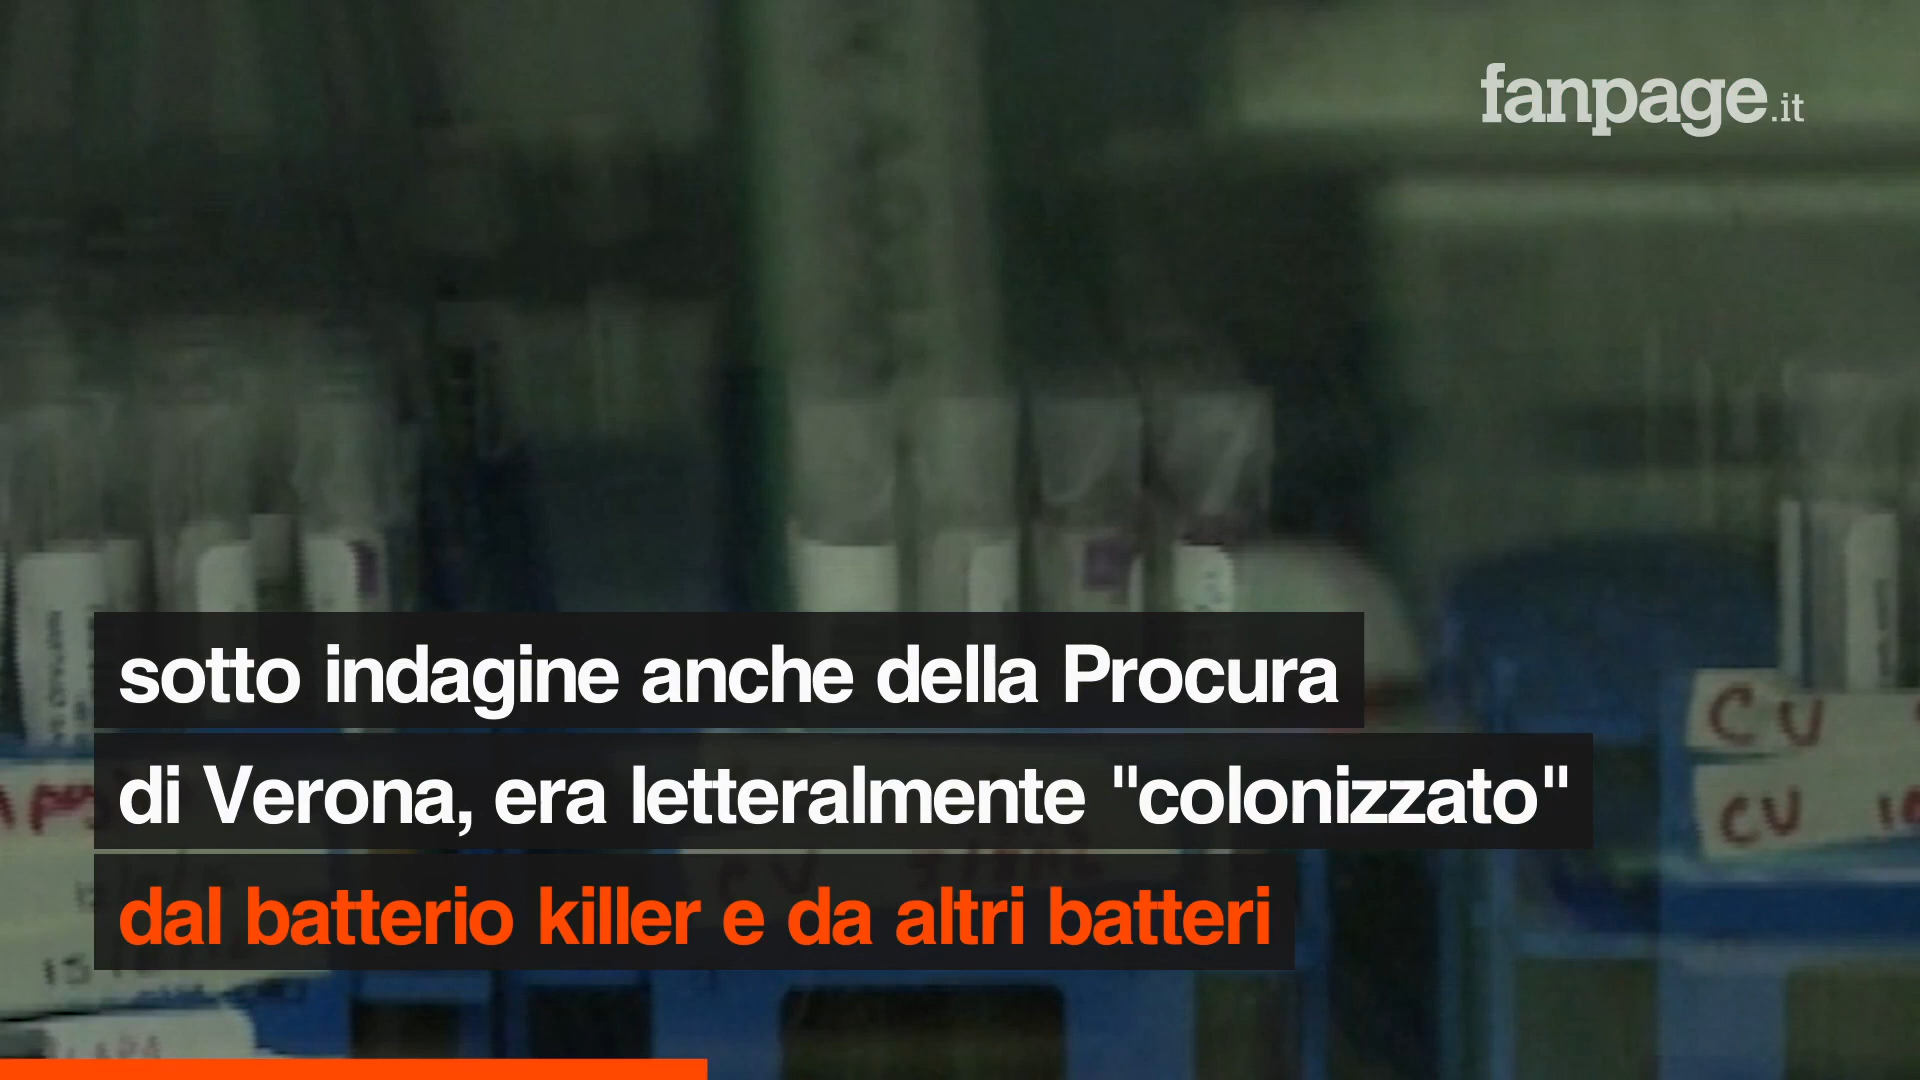 fanpage.it
sotto indagine anche della Procura
di Verona, era letteralmente "colonizzato"
dal batterio killer e da altri batteri
CU
CU